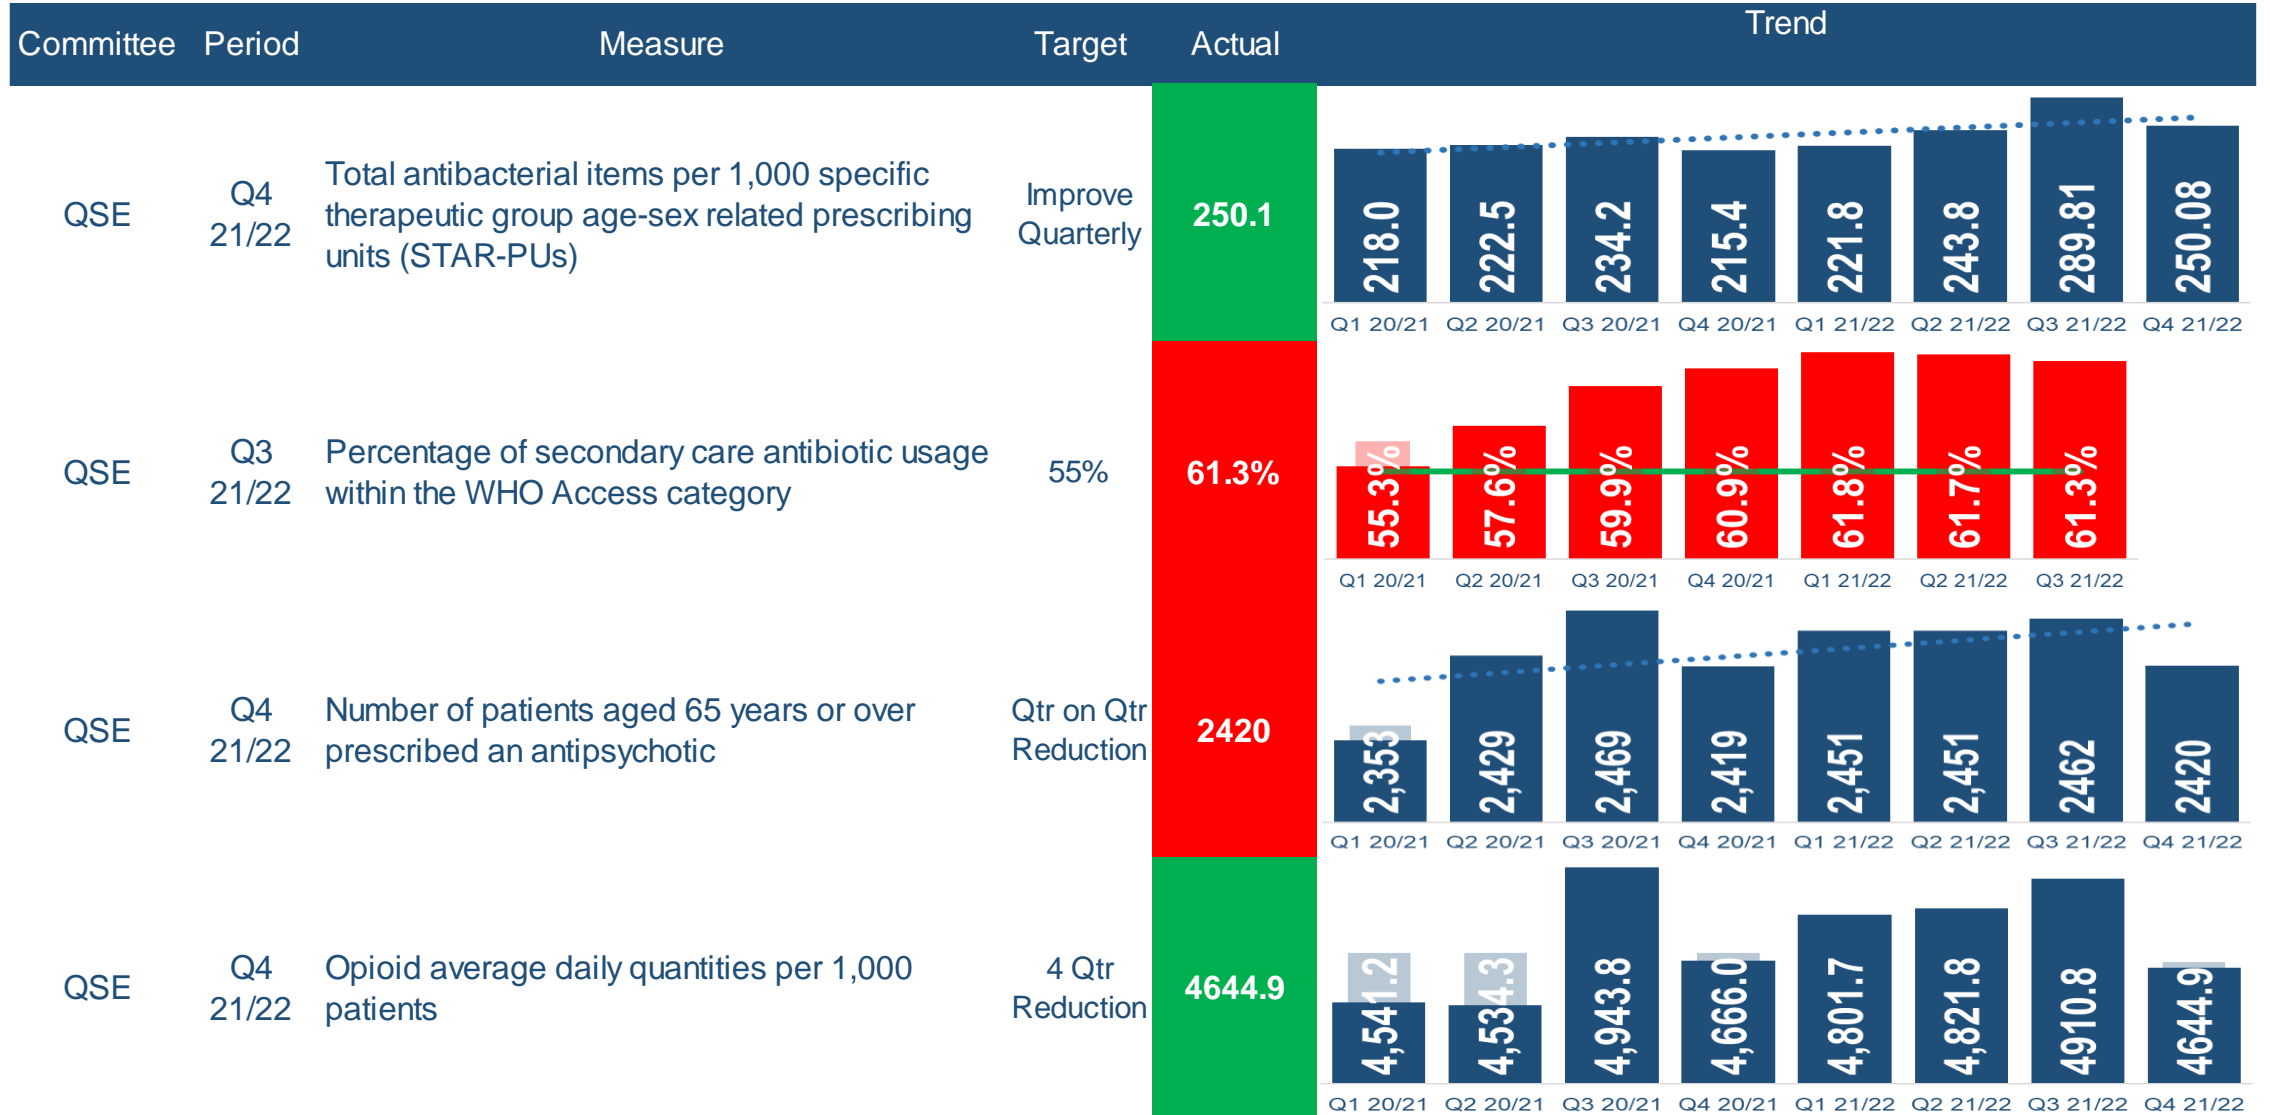 Committee Period Measure Target Actual Trend
QSE
Q4
21/22
Total antibacterial items per 1,000 specific
therapeutic group age-sex related prescribing
units (STAR-PUs)
Improve
Quarterly
250.1
218.0 222.5 234.2 215.4 221.8 243.8 289.81 250.08
Q1 20/21 Q2 20/21 Q3 20/21 Q4 20/21 Q1 21/22 Q2 21/22 Q3 21/22 Q4 21/22
QSE
Q3
21/22
Percentage of secondary care antibiotic usage
within the WHO Access category
55%
61.3%
55.3% 57.6% 59.9% 60.9% 61.8% 61.7% 61.3%
Q1 20/21 Q2 20/21 Q3 20/21 Q4 20/21 Q1 21/22 Q2 21/22 Q3 21/22
QSE
Q4
21/22
Number of patients aged 65 years or over
prescribed an antipsychotic
Qtr on Qtr
Reduction
2420
2,353 2,429 2,469 2,419 2,451 2,451 2462 2420
Q1 20/21 Q2 20/21 Q3 20/21 Q4 20/21 Q1 21/22 Q2 21/22 Q3 21/22 Q4 21/22
QSE
Q4
21/22
Opioid average daily quantities per 1,000
patients
4 Qtr
Reduction
4644.9
4,541.2 4,534.3 4,943.8 4,666.0 4,801.7 4,821.8 4910.8 4644.9
Q1 20/21 Q2 20/21 Q3 20/21 Q4 20/21 Q1 21/22 Q2 21/22 Q3 21/22 Q4 21/22